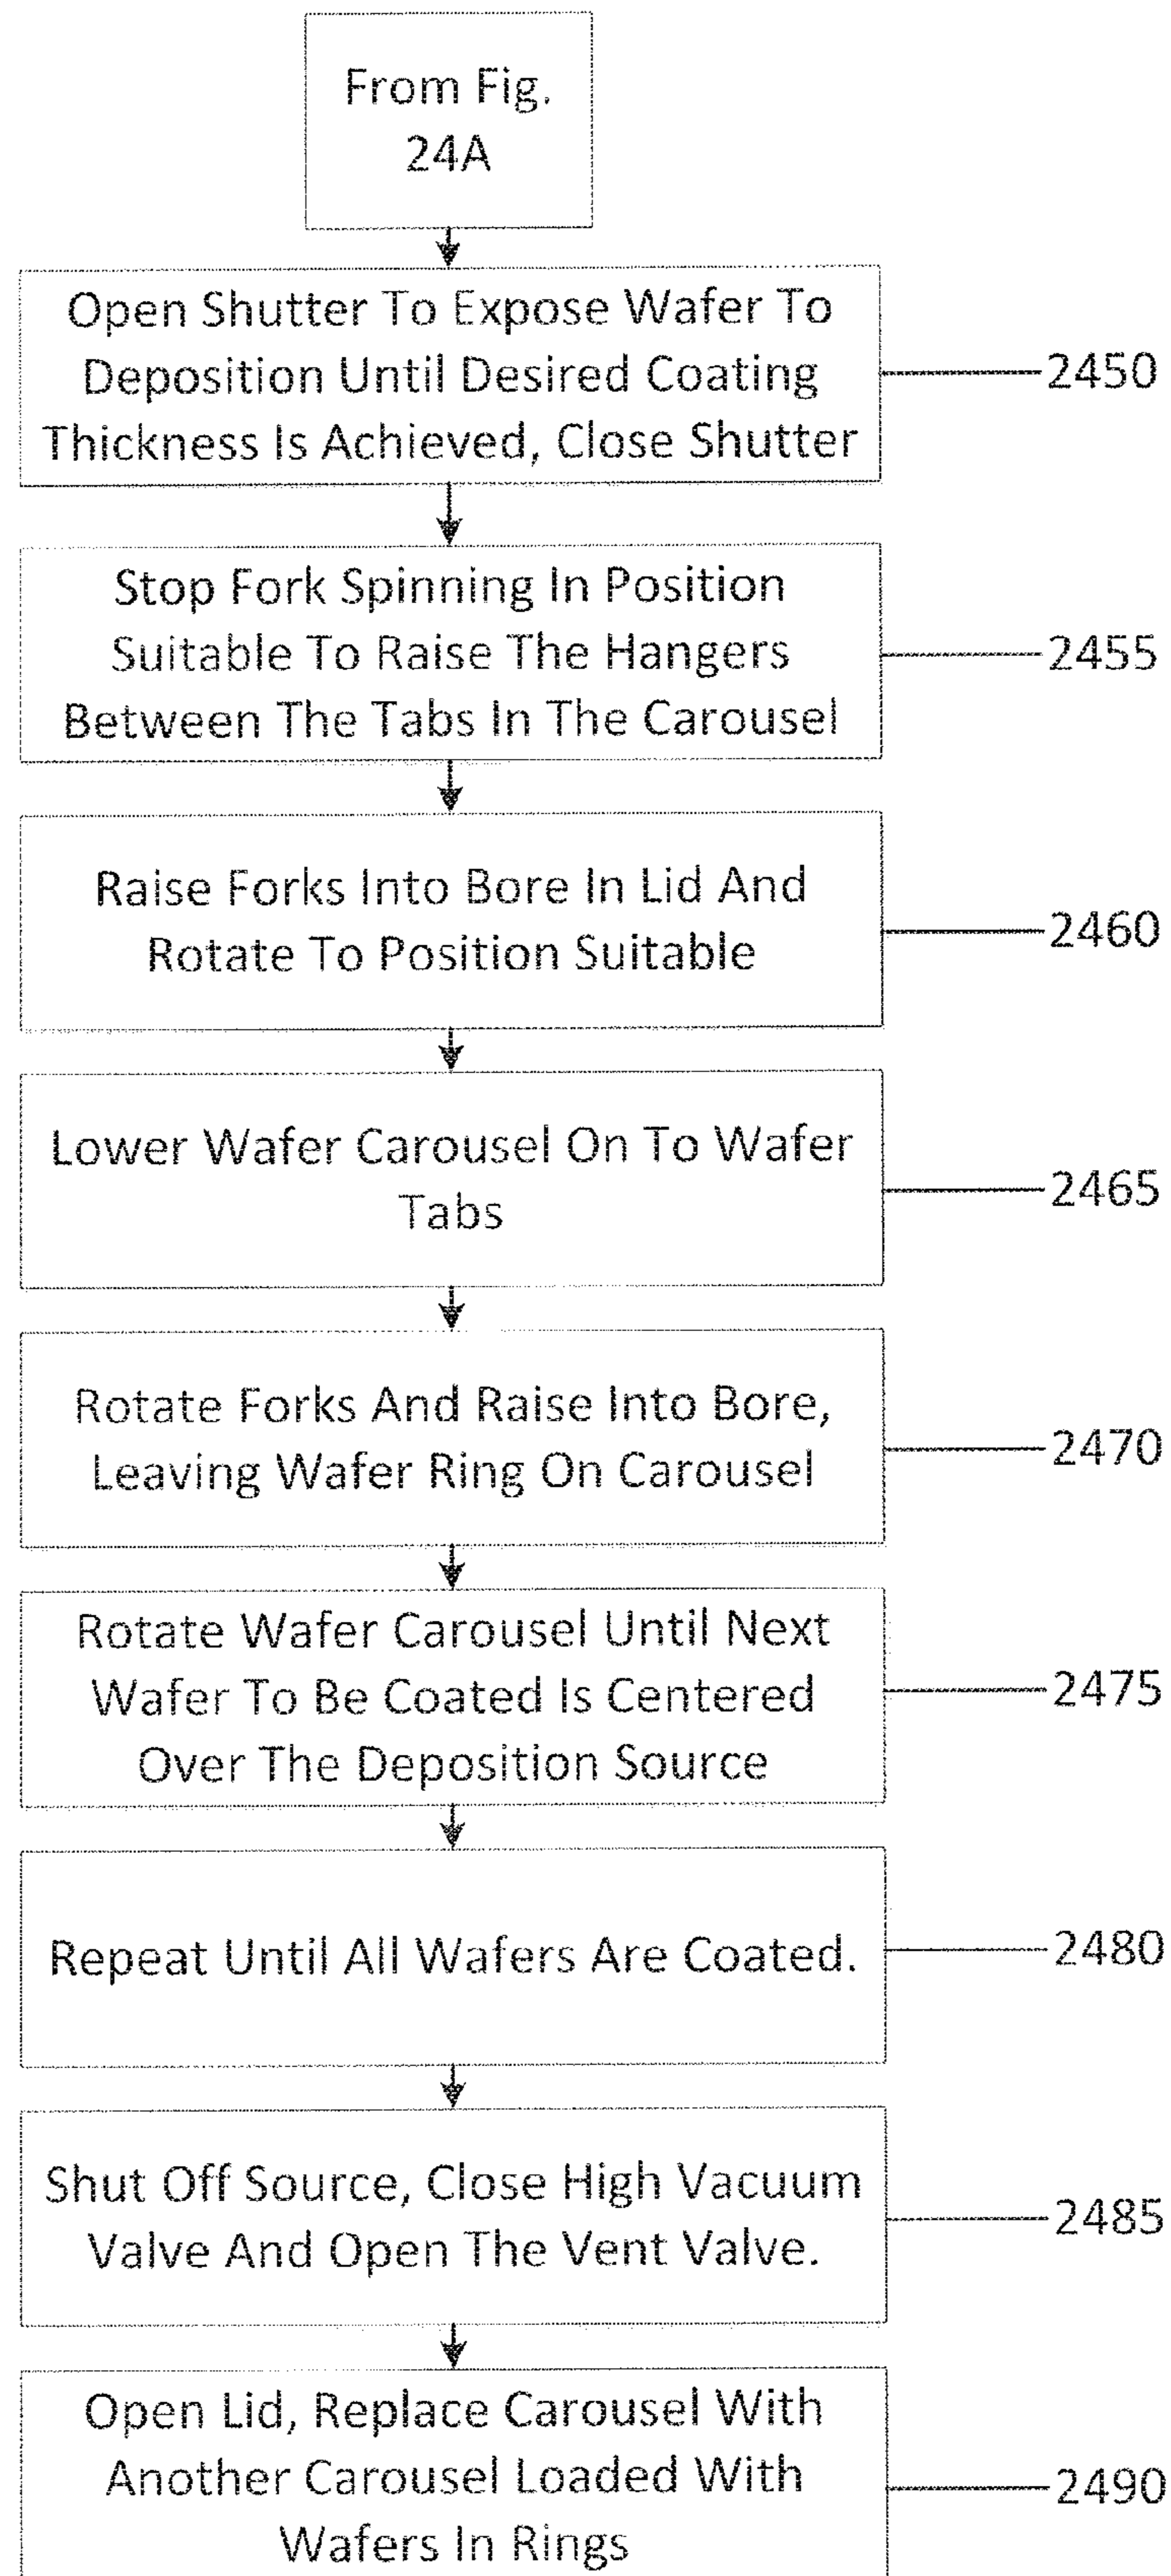 From Fig.
24A
Open Shutter To Expose Wafer To
Deposition Until Desired Coating
Thickness Is Achieved, Close Shutter
2450
Stop Fork Spinning In Position
Suitable To Raise The Hangers
Between The Tabs In The Carousel
2455
Raise Forks Into Bore In Lid And
Rotate To Position Suitable
2460
Lower Wafer Carousel On To Wafer
Tabs
2465
Rotate Forks And Raise Into Bore,
Leaving Wafer Ring On Carousel
2470
Rotate Wafer Carousel Until Next
Wafer To Be Coated Is Centered
Over The Deposition Source
2475
Repeat Until All Wafers Are Coated.
2480
Shut Off Source, Close High Vacuum
Valve And Open The Vent Valve.
2485
Open Lid, Replace Carousel With
Another Carousel Loaded With
Wafers In Rings
2490